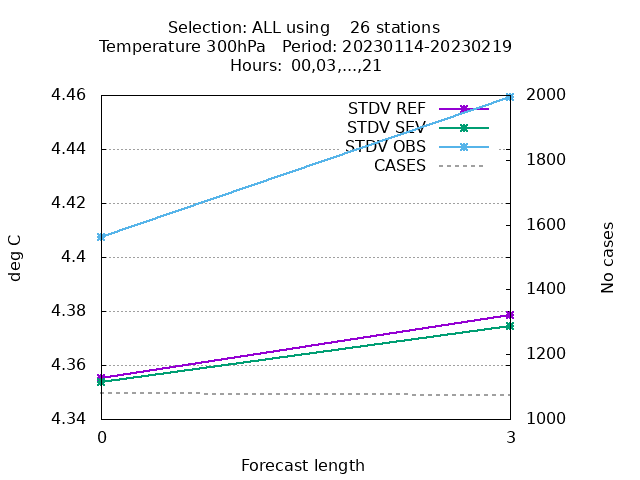 Selection: ALL using 26 stations
Temperature 300hPa Period: 20230114-20230219
Hours: 00,03,...,21
STDV REF
STDV SEV
STDV OBS
CASES
4.46
4.44
4.42
4.4
4.38
4.36
4.34
2000
1800
1600
1400
1200
1000
deg C
No cases
0 3
Forecast length